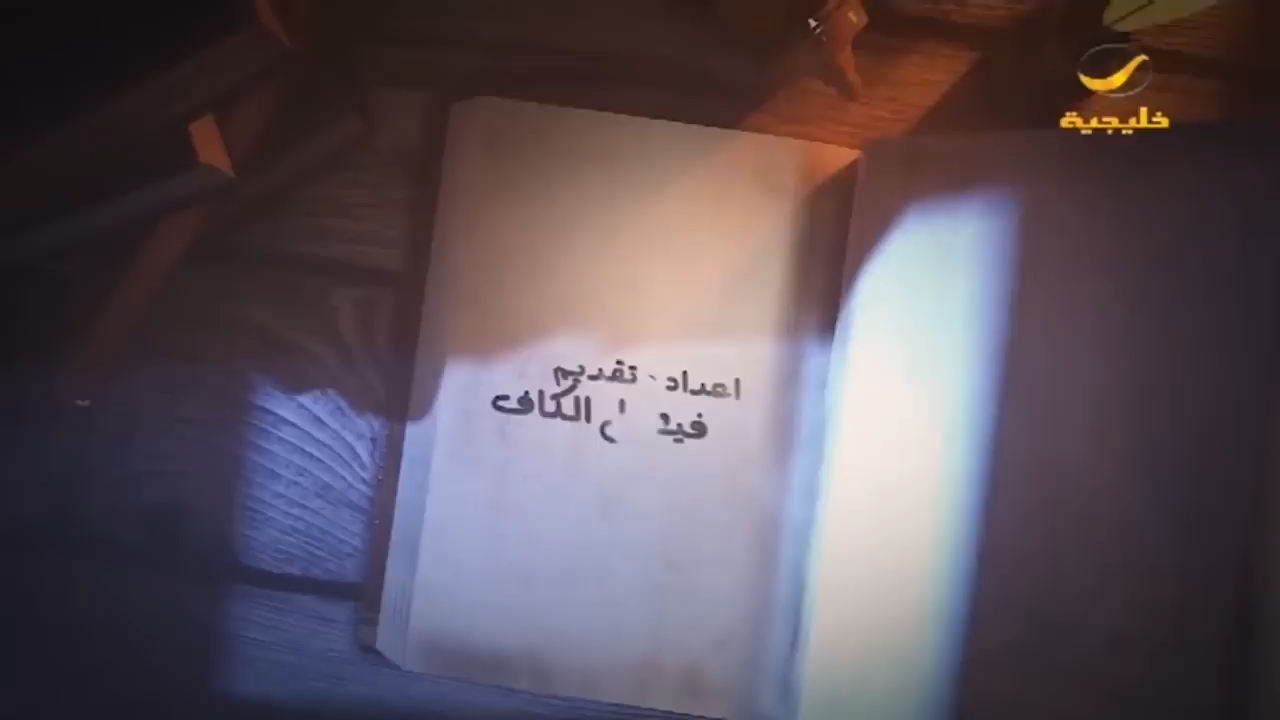 خليجية
اعداد - تقديم
الكاف